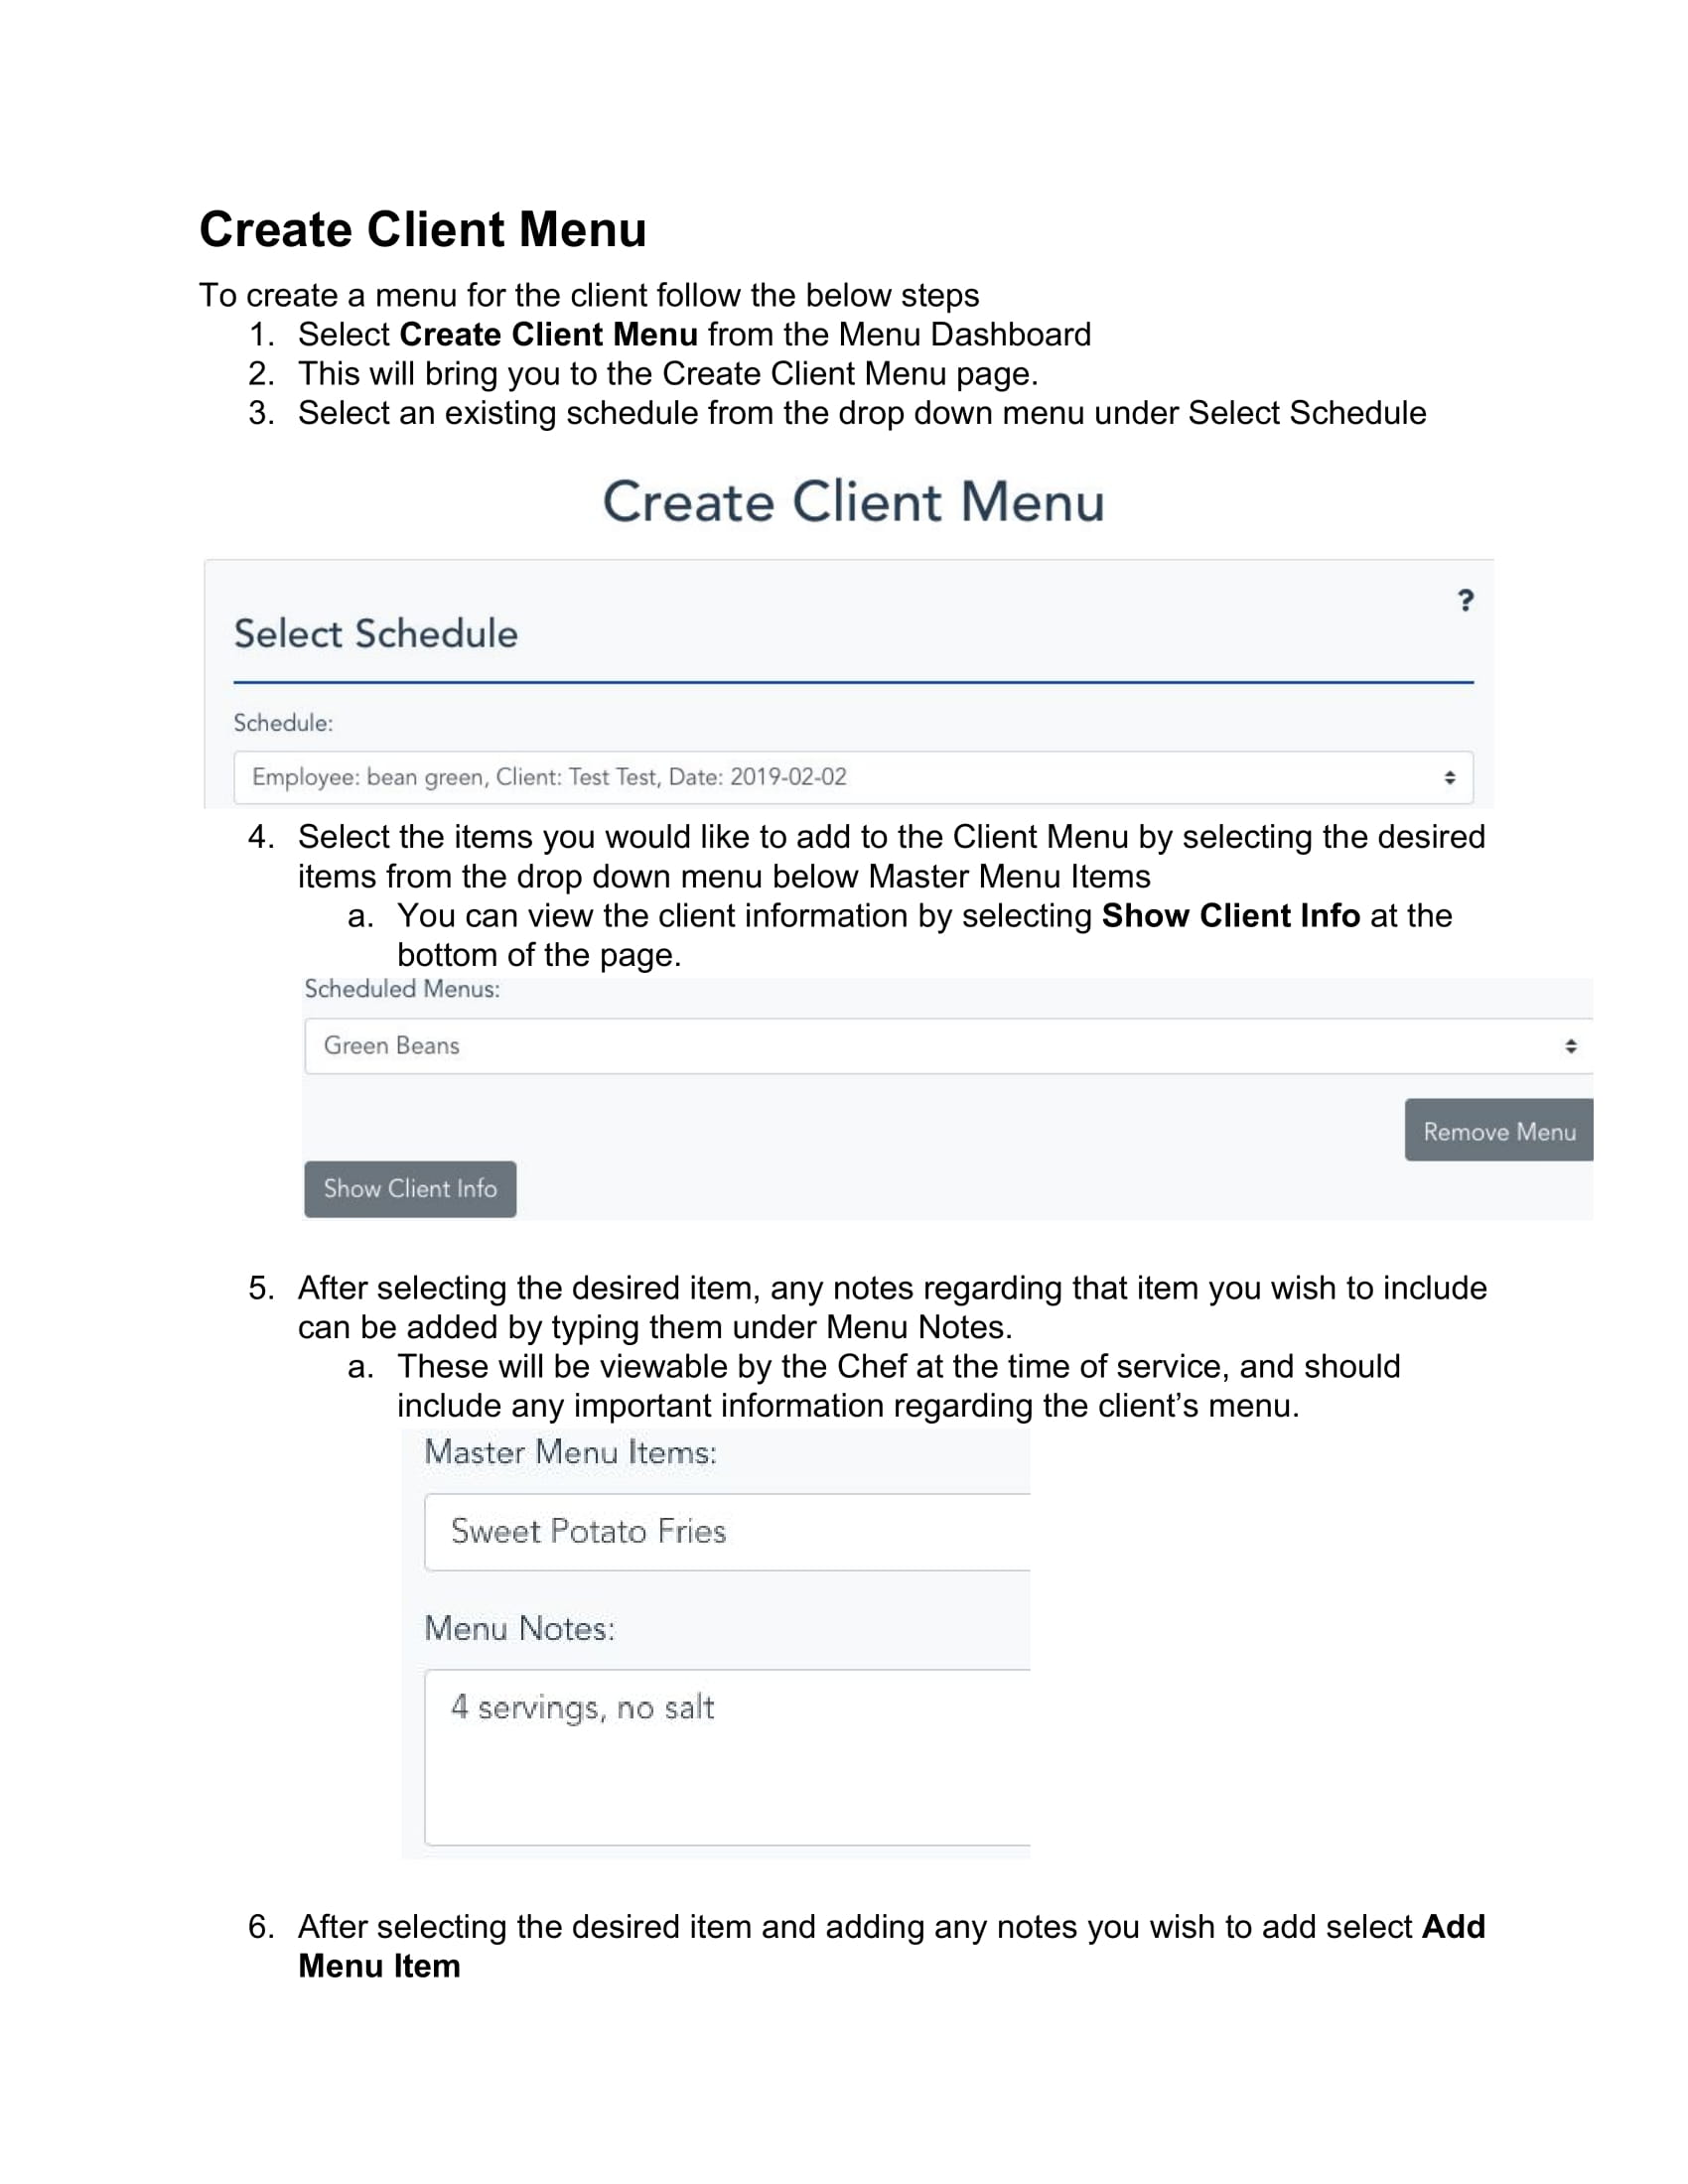 Create Client Menu
To create a menu for the client follow the below steps
1. Select Create Client Menu from the Menu Dashboard
2. This will bring you to the Create Client Menu page.
3. Select an existing schedule from the drop down menu under Select Schedule
Create Client Menu
?
Select Schedule
Schedule:
Employee: bean green, Client: Test Test, Date: 2019-02-02
4. Select the items you would like to add to the Client Menu by selecting the desired
items from the drop down menu below Master Menu Items
a. You can view the client information by selecting Show Client Info at the
bottom of the page.
Scheduled Menus:
Green Beans
Remove Menu
Show Client Info
5. After selecting the desired item, any notes regarding that item you wish to include
can be added by typing them under Menu Notes.
a. These will be viewable by the Chef at the time of service, and should
include any important information regarding the client’s menu.
Master Menu Items:
Sweet Potato Fries
Menu Notes:
4 servings, no salt
6. After selecting the desired item and adding any notes you wish to add select Add
Menu Item